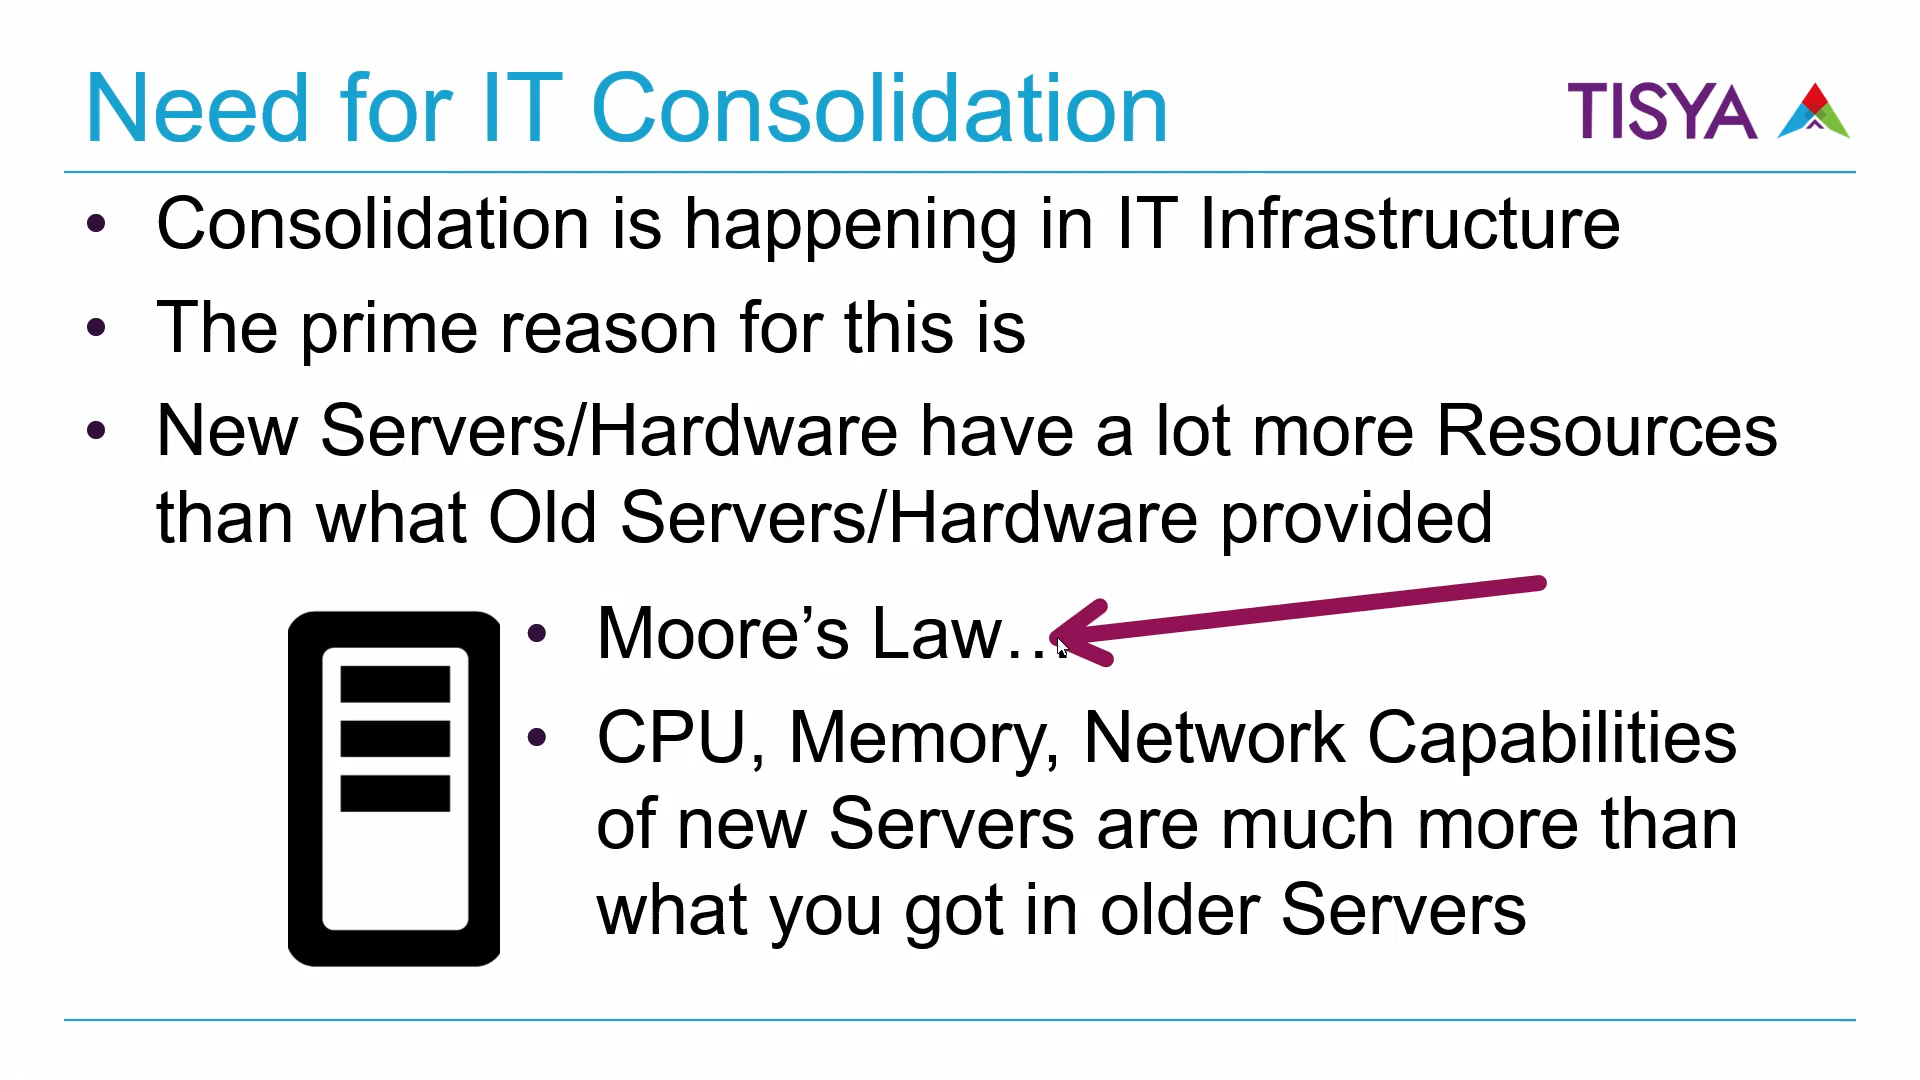 Need for IT Consolidation
TISYA
• Consolidation is happening in IT Infrastructure
• The prime reason for this is
• New Servers/Hardware have a lot more Resources
than what Old Servers/Hardware provided
• Moore’s Law…
• CPU, Memory, Network Capabilities
of new Servers are much more than
what you got in older Servers